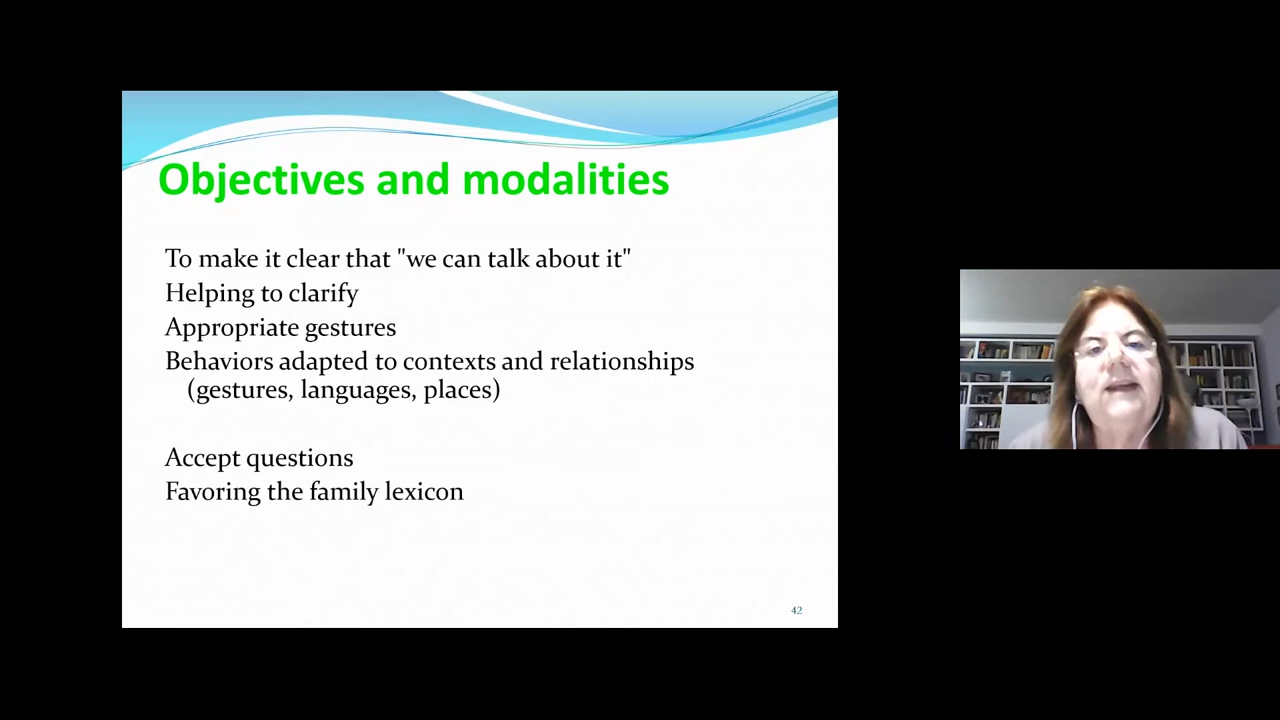 Objectives and modalities
To make it clear that "we can talk about it"
Helping to clarify
Appropriate gestures
Behaviors adapted to contexts and relationships
(gestures, languages, places)
Accept questions
Favoring the family lexicon
42